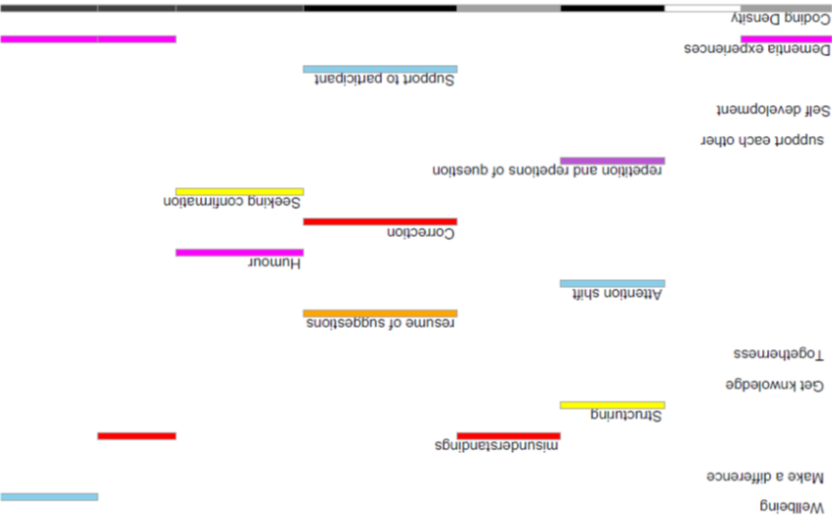 Wellbeing
Make a difference
misunderstandings
Structuring
Get knwoledge
Togetherness
resume of suggestions
Attention shift
Humour
Correction
Seeking confirmation
repetition and repetions of question
support each other
Self development
Support to participant
Dementia experiences
Coding Density